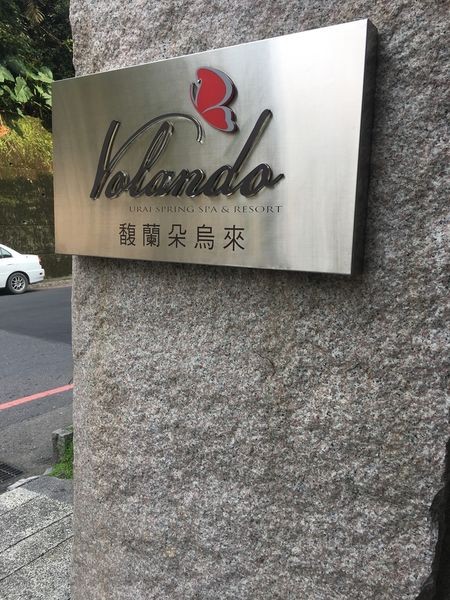 Volando
URAI SPRING SPA & RESORT
馥蘭朵烏來